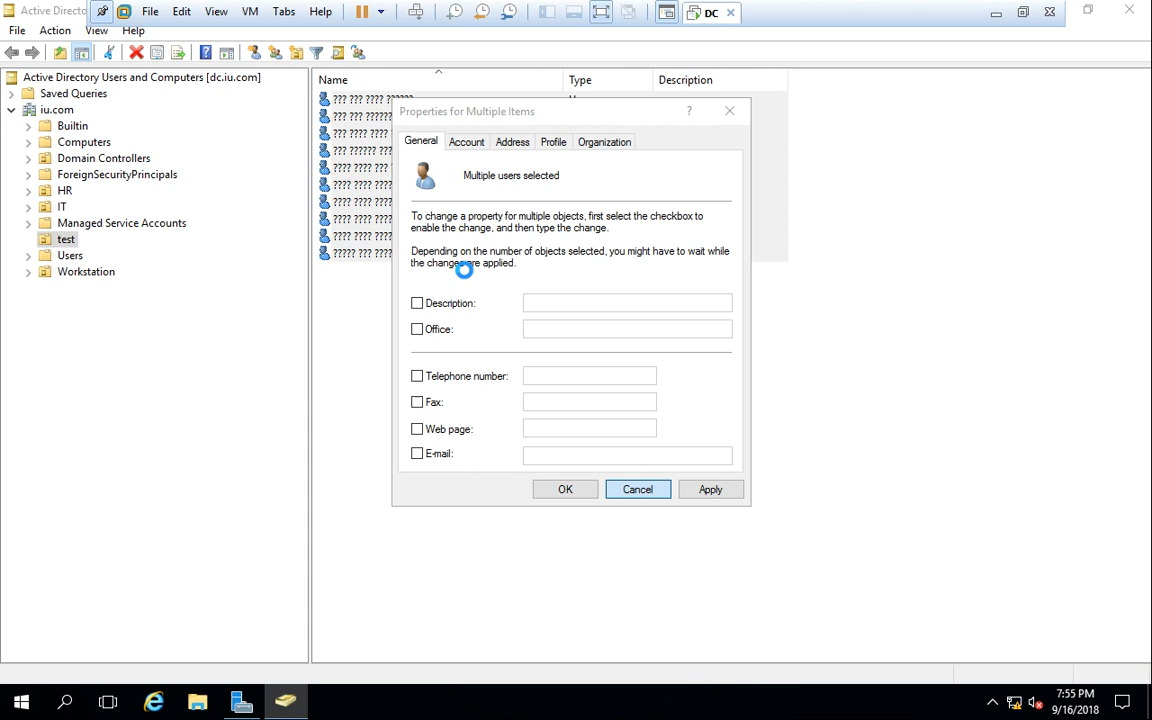 Active Directo
File Edit View VM Tabs Help
DC
File Action View Help
Active Directory Users and Computers [dc.iu.com]
Saved Queries
iu.com
Builtin
Computers
Domain Controllers
ForeignSecurityPrincipals
HR
IT
Managed Service Accounts
test
Users
Workstation
Name Type Description
??? ??? ???? ??????
??? ??? ??????
??? ???? ????
??? ?????? ???
???? ???? ???
???? ???? ????
???? ???? ????
???? ???? ????
???? ???? ????
????? ??? ????
Properties for Multiple Items ?
General Account Address Profile Organization
Multiple users selected
To change a property for multiple objects, first select the checkbox to
enable the change, and then type the change.
Depending on the number of objects selected, you might have to wait while
the changes are applied.
Description:
Office:
Telephone number:
Fax:
Web page:
E-mail:
OK Cancel Apply
7:55 PM
9/16/2018